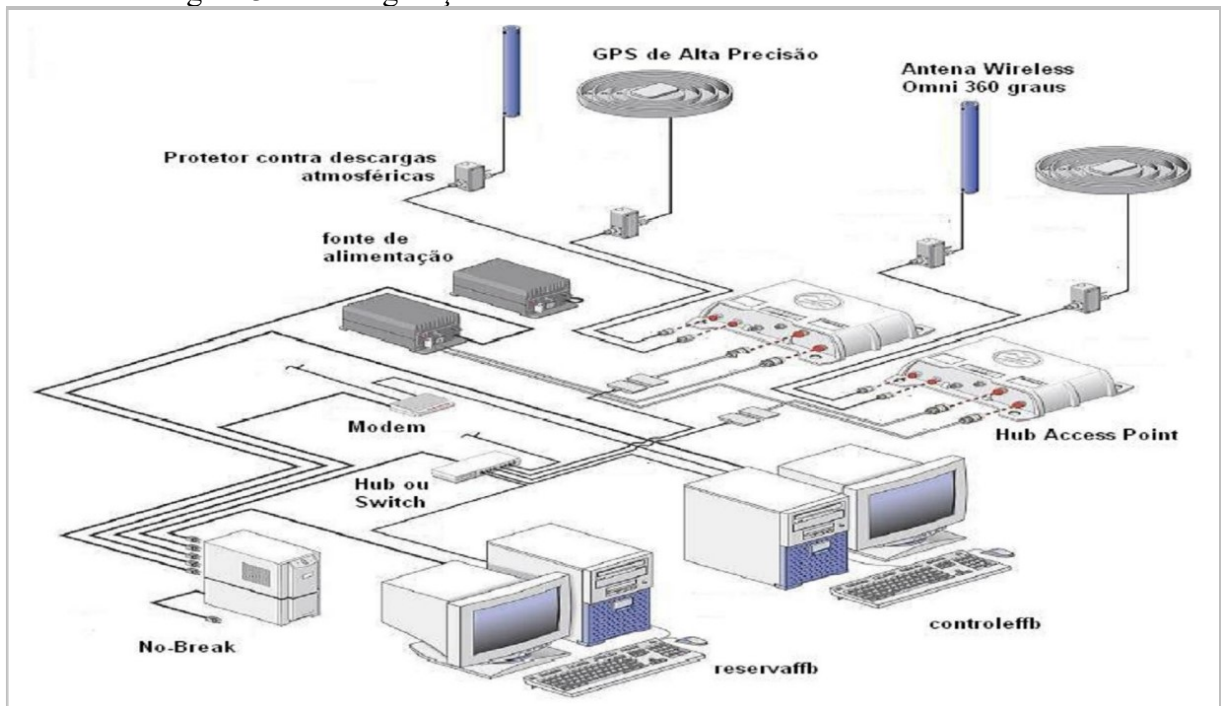 GPS de Alta Precisão
Antena Wireless
Omni 360 graus
Protetor contra descargas
atmosféricas
fonte de
alimentação
Modem
Hub Access Point
Hub ou
Switch
controleffb
No-Break
reservaffb